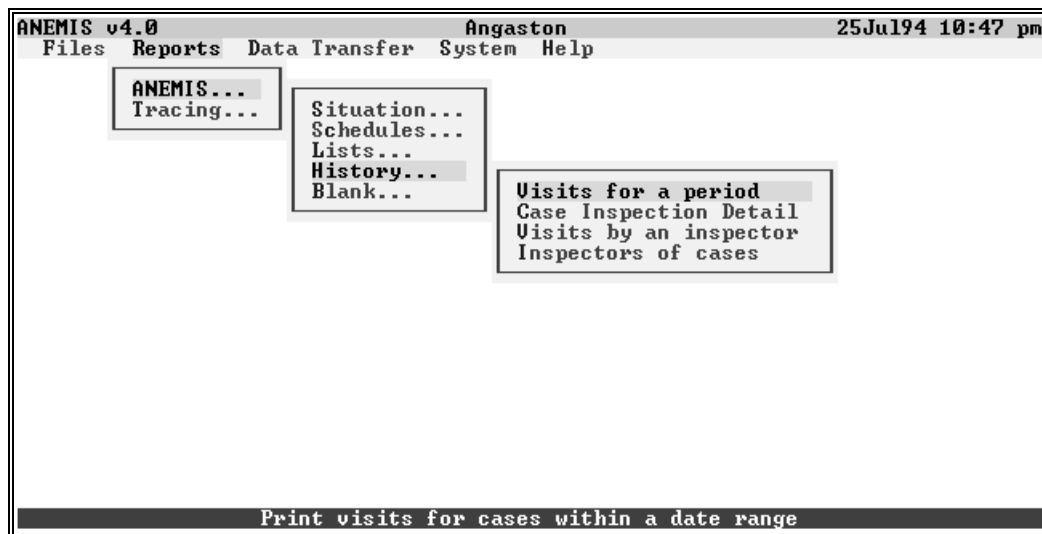 ANEMIS v4.0 Angaston 25Jul94 10:47 pm
Files Reports Data Transfer System Help
ANEMIS...
Tracing...
Situation...
Schedules...
Lists...
History...
Blank...
Visits for a period
Case Inspection Detail
Visits by an inspector
Inspectors of cases
Print visits for cases within a date range